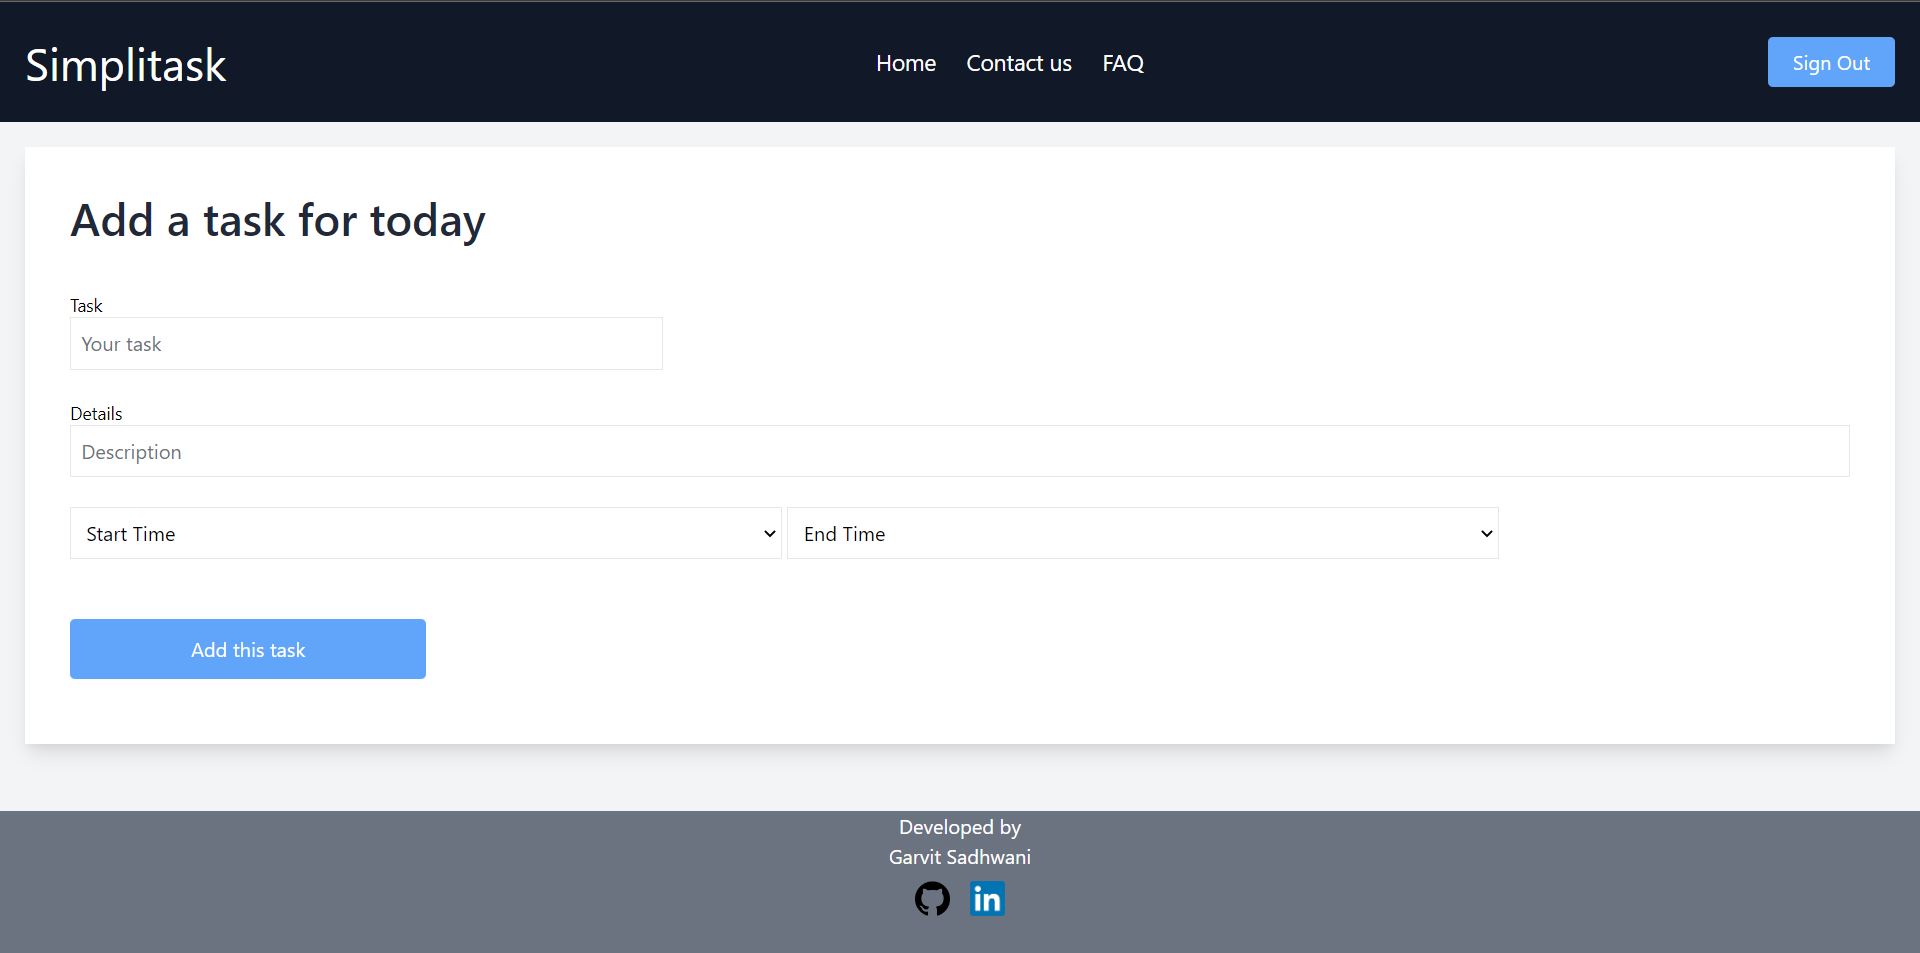 Simplitask
Home Contact us FAQ
Sign Out
Add a task for today
Task
Your task
Details
Description
Start Time End Time
Add this task
Developed by
Garvit Sadhwani
in